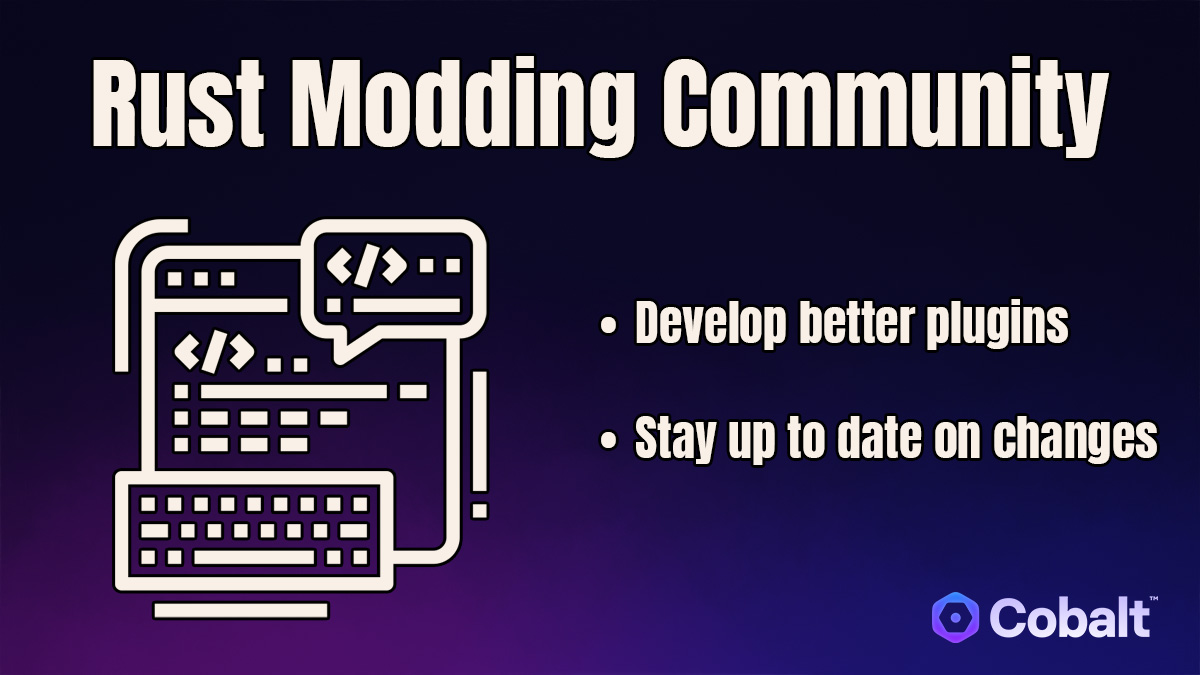 Rust Modding Community
</>..
</>..
• Develop better plugins
• Stay up to date on changes
Cobalt™